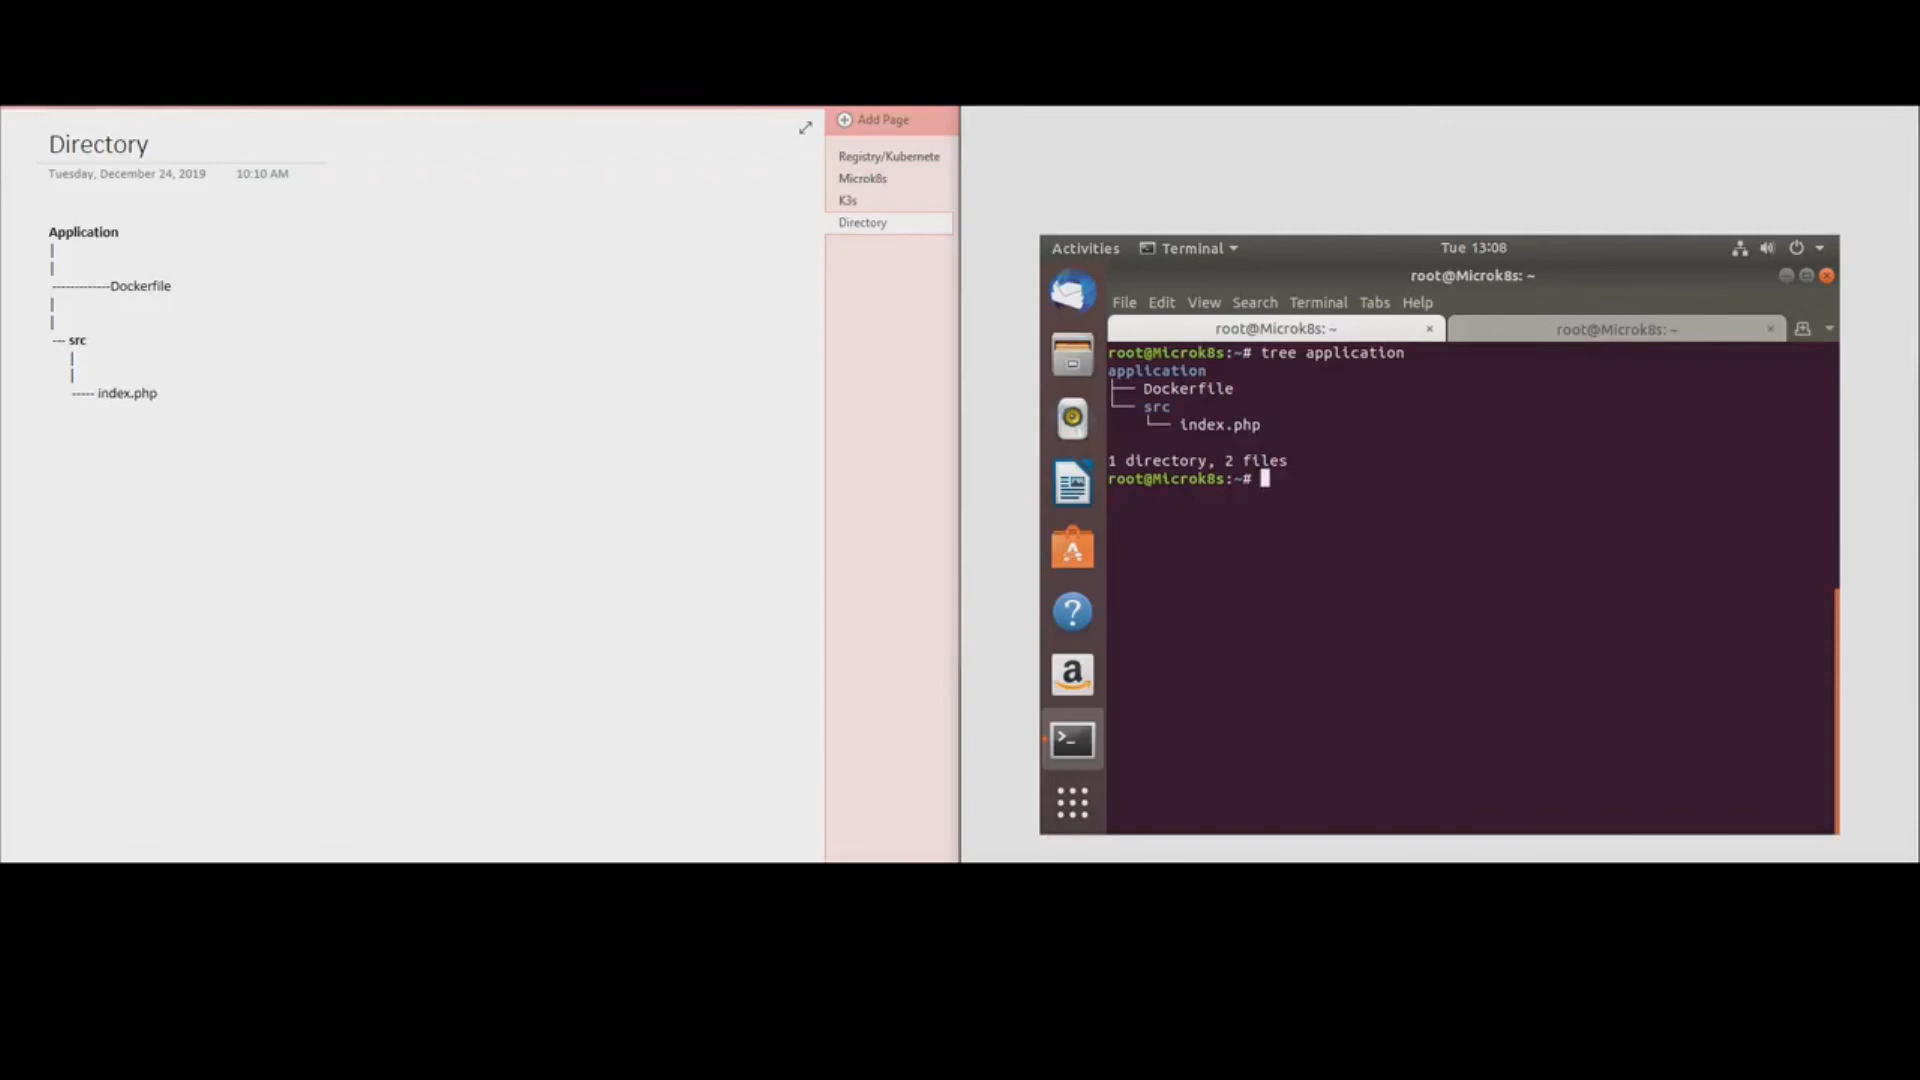 Directory
Tuesday, December 24, 2019 10:10 AM
Application
|
|
-------------Dockerfile
|
|
--- src
|
|
----- index.php
Add Page
Registry/Kubernete
Microk8s
K3s
Directory
Activities Terminal Tue 13:08
root@Microk8s: ~
File Edit View Search Terminal Tabs Help
root@Microk8s: ~ × root@Microk8s: ~ ×
root@Microk8s:~# tree application
application
├── Dockerfile
└── src
    └── index.php
1 directory, 2 files
root@Microk8s:~#